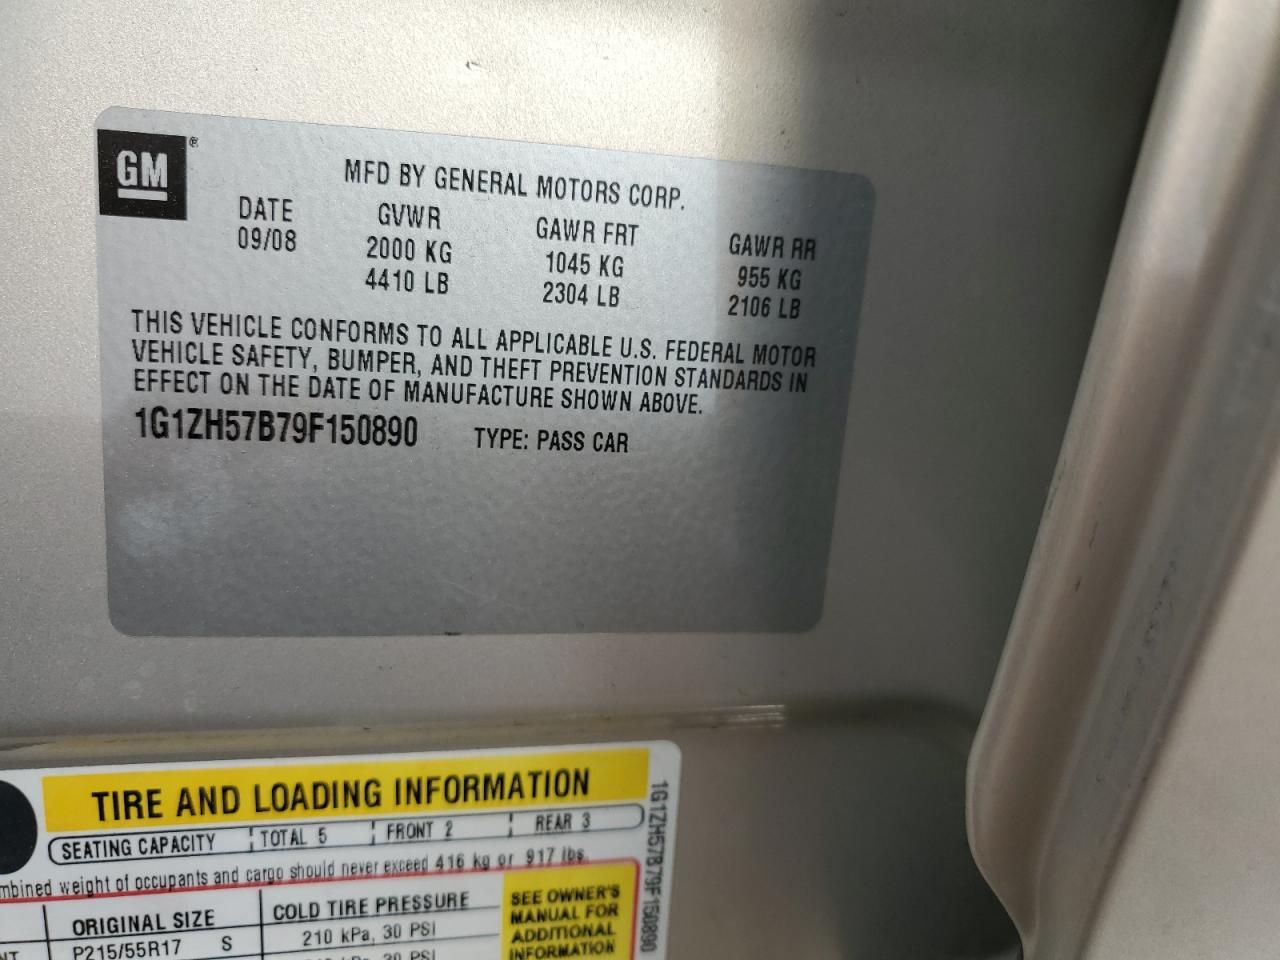 GM ®
MFD BY GENERAL MOTORS CORP.
DATE GVWR GAWR FRT GAWR RR
09/08 2000 KG 1045 KG 955 KG
4410 LB 2304 LB 2106 LB
THIS VEHICLE CONFORMS TO ALL APPLICABLE U.S. FEDERAL MOTOR
VEHICLE SAFETY, BUMPER, AND THEFT PREVENTION STANDARDS IN
EFFECT ON THE DATE OF MANUFACTURE SHOWN ABOVE.
1G1ZH57B79F150890 TYPE: PASS CAR
TIRE AND LOADING INFORMATION
SEATING CAPACITY TOTAL 5 FRONT 2 REAR 3
mbined weight of occupants and cargo should never exceed 416 kg or 917 lbs.
ORIGINAL SIZE COLD TIRE PRESSURE
P215/55R17 S 210 kPa, 30 PSI
30 PSI
SEE OWNER'S
MANUAL FOR
ADDITIONAL
INFORMATION
1G1ZH57B79F150890